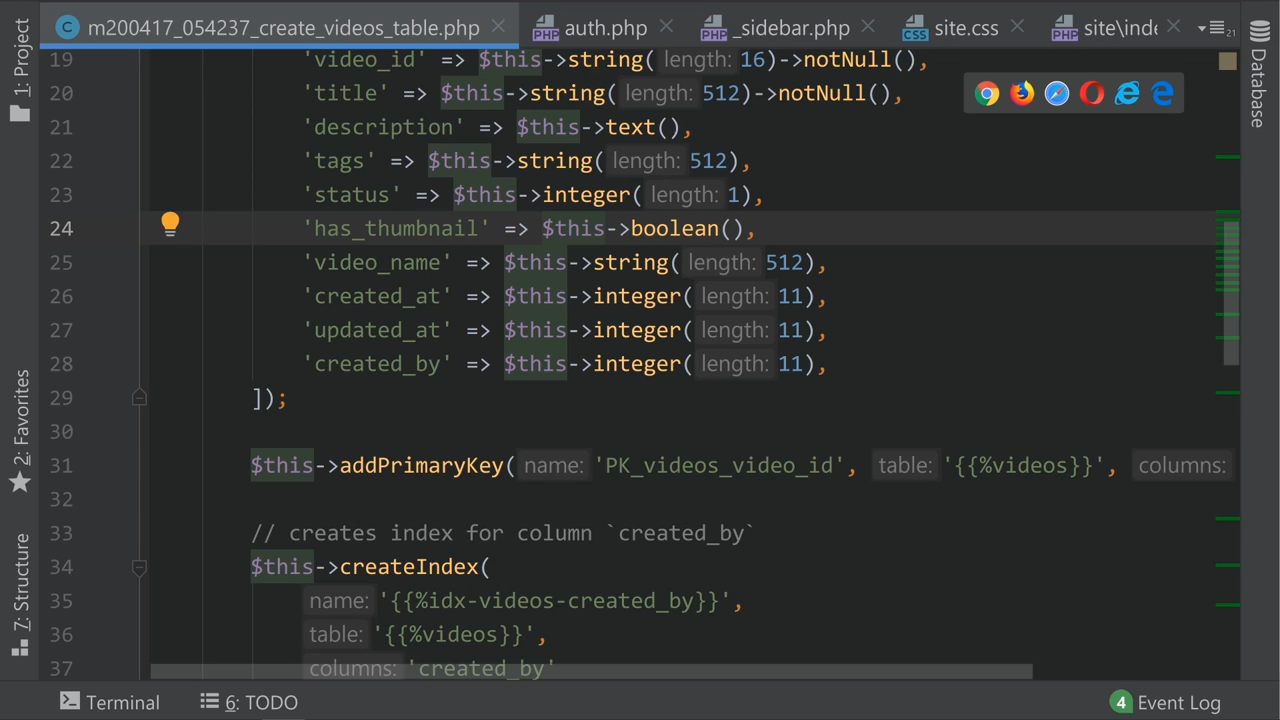 m200417_054237_create_videos_table.php auth.php _sidebar.php site.css site\inde
1: Project
2: Favorites
7: Structure
Database
19 'video_id' => $this->string( length: 16)->notNull(),
20 'title' => $this->string( length: 512)->notNull(),
21 'description' => $this->text(),
22 'tags' => $this->string( length: 512),
23 'status' => $this->integer( length: 1),
24 'has_thumbnail' => $this->boolean(),
25 'video_name' => $this->string( length: 512),
26 'created_at' => $this->integer( length: 11),
27 'updated_at' => $this->integer( length: 11),
28 'created_by' => $this->integer( length: 11),
29 ]);
30
31 $this->addPrimaryKey( name: 'PK_videos_video_id', table: '{{%videos}}', columns:
32
33 // creates index for column `created_by`
34 $this->createIndex(
35 name: '{{%idx-videos-created_by}}',
36 table: '{{%videos}}',
37 columns: 'created_by'
Terminal 6: TODO 4 Event Log